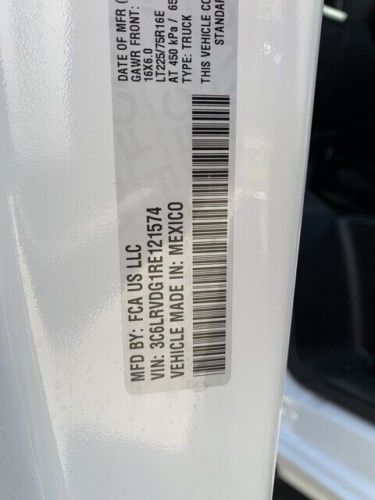 DATE OF MFR (
GAWR FRONT:
16X6.0
LT225/75R16E
AT 450 kPa / 65
TYPE: TRUCK
THIS VEHICLE CO
STANDAR
MFD BY: FCA US LLC
VIN: 3C6LRVDG1RE121574
VEHICLE MADE IN: MEXICO